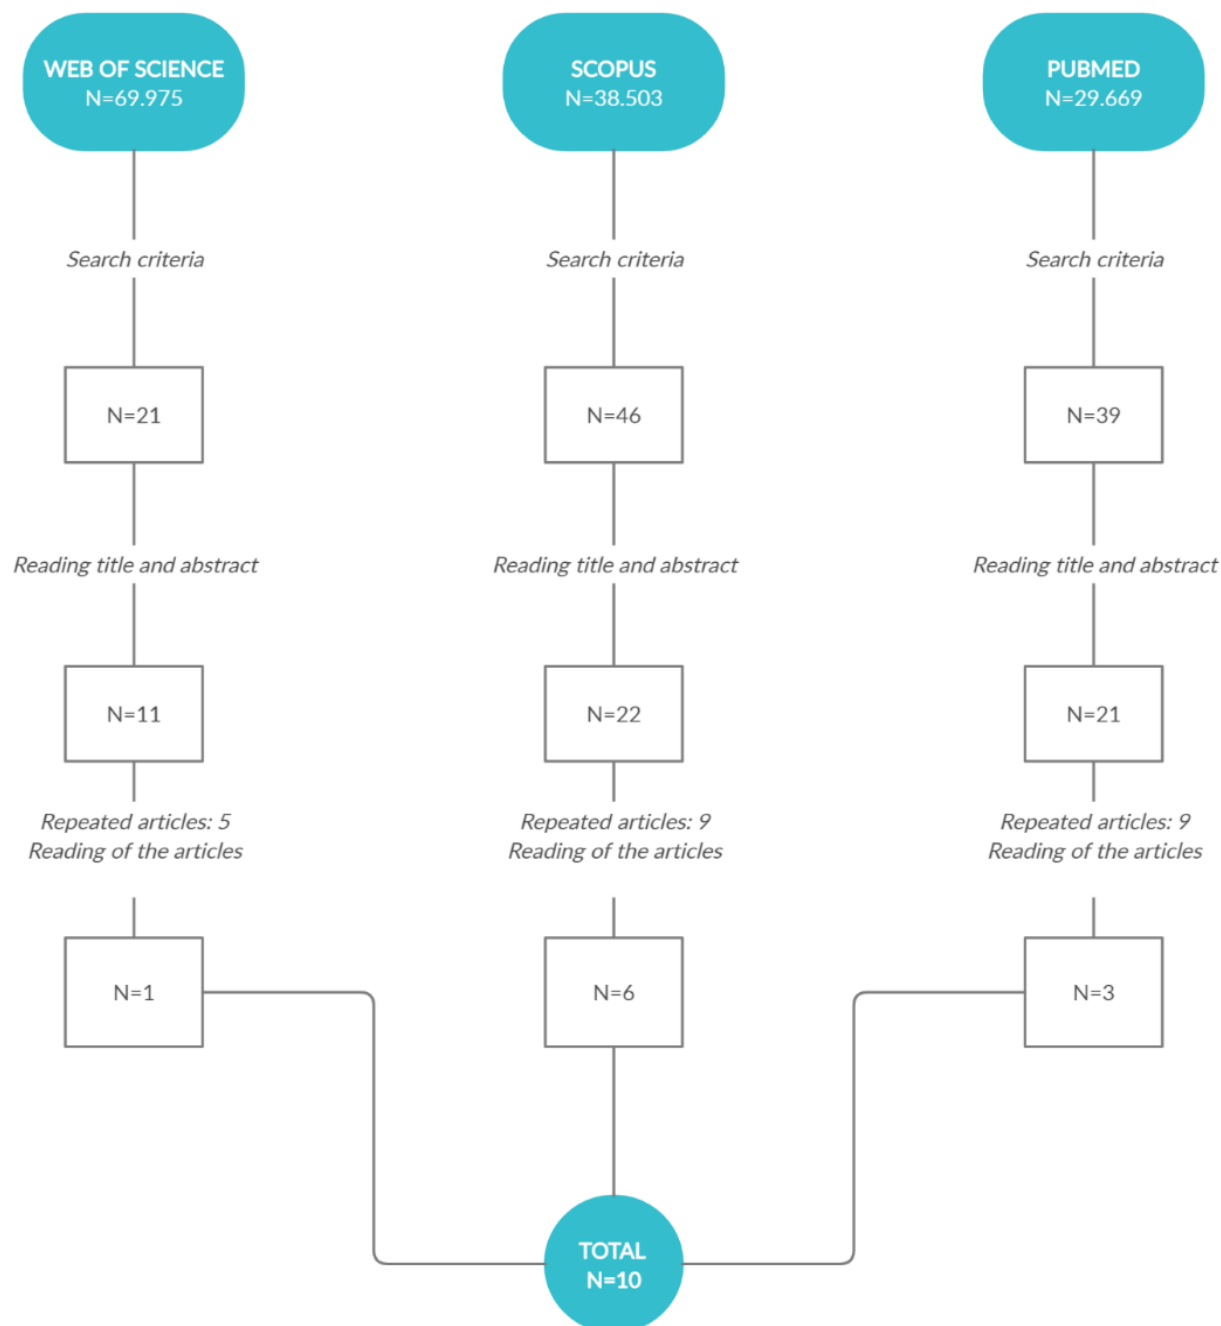 WEB OF SCIENCE
N=69.975
SCOPUS
N=38.503
PUBMED
N=29.669
Search criteria
Search criteria
Search criteria
N=21
N=46
N=39
Reading title and abstract
Reading title and abstract
Reading title and abstract
N=11
N=22
N=21
Repeated articles: 5
Reading of the articles
Repeated articles: 9
Reading of the articles
Repeated articles: 9
Reading of the articles
N=1
N=6
N=3
TOTAL
N=10